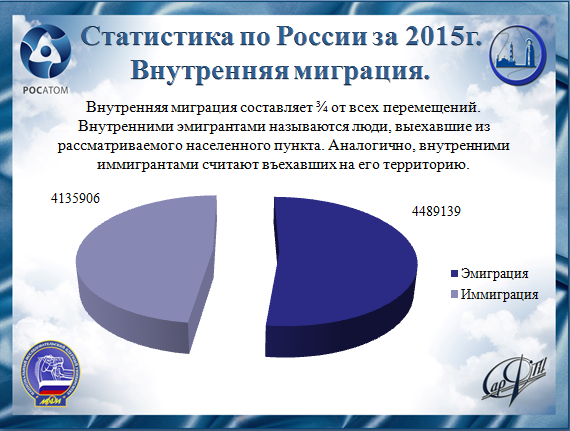 Статистика по России за 2015г.
Внутренняя миграция.
РОСАТОМ
Внутренняя миграция составляет ¾ от всех перемещений.
Внутренними эмигрантами называются люди, выехавшие из
рассматриваемого населенного пункта. Аналогично, внутренними
иммигрантами считают въехавших на его территорию.
4135906
4489139
Эмиграция
Иммиграция
СарФТИ